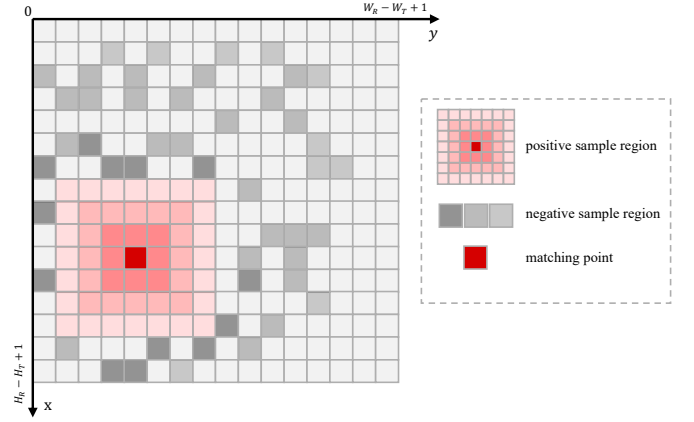 0
W_R − W_T + 1
y
positive sample region
negative sample region
matching point
H_R − H_T + 1
x